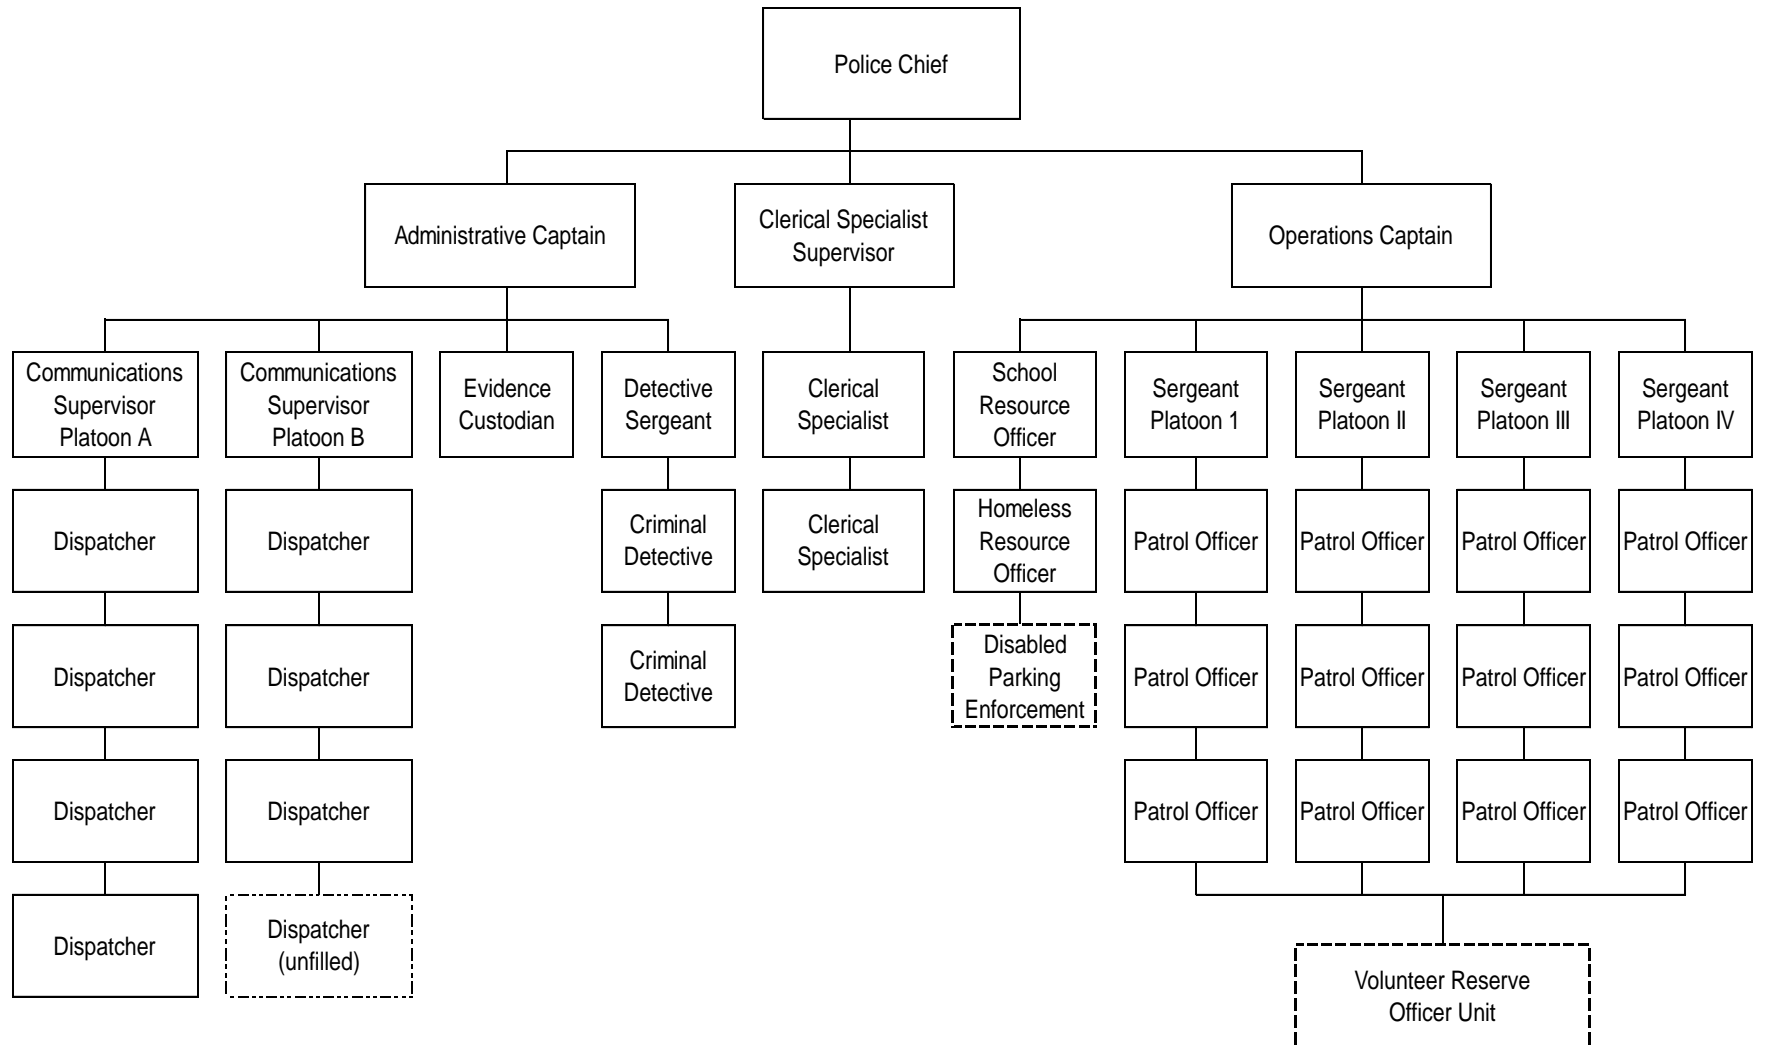 Police Chief
Administrative Captain
Clerical Specialist
Supervisor
Operations Captain
Communications
Supervisor
Platoon A
Communications
Supervisor
Platoon B
Evidence
Custodian
Detective
Sergeant
Clerical
Specialist
School
Resource
Officer
Sergeant
Platoon 1
Sergeant
Platoon II
Sergeant
Platoon III
Sergeant
Platoon IV
Dispatcher
Dispatcher
Criminal
Detective
Clerical
Specialist
Homeless
Resource
Officer
Patrol Officer
Patrol Officer
Patrol Officer
Patrol Officer
Dispatcher
Dispatcher
Criminal
Detective
Disabled
Parking
Enforcement
Patrol Officer
Patrol Officer
Patrol Officer
Patrol Officer
Dispatcher
Dispatcher
Patrol Officer
Patrol Officer
Patrol Officer
Patrol Officer
Dispatcher
Dispatcher
(unfilled)
Volunteer Reserve
Officer Unit